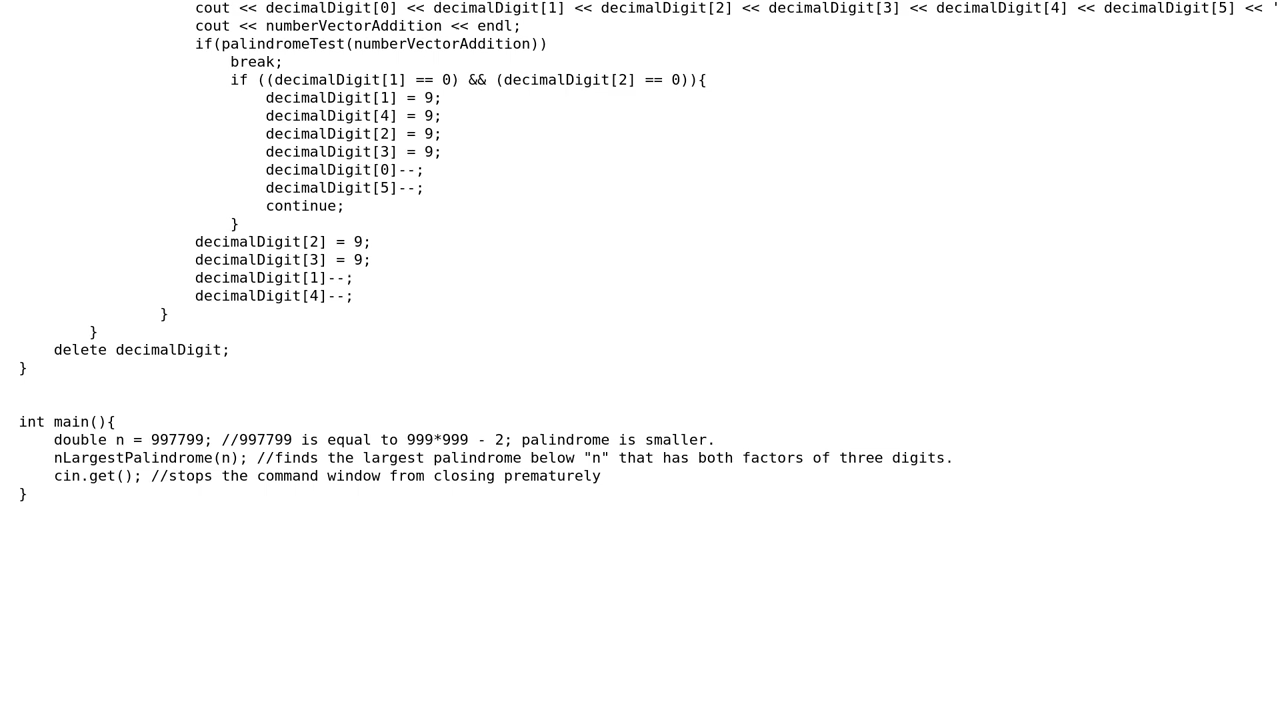 cout << decimalDigit[0] << decimalDigit[1] << decimalDigit[2] << decimalDigit[3] << decimalDigit[4] << decimalDigit[5] << '
cout << numberVectorAddition << endl;
if(palindromeTest(numberVectorAddition))
break;
if ((decimalDigit[1] == 0) && (decimalDigit[2] == 0)){
decimalDigit[1] = 9;
decimalDigit[4] = 9;
decimalDigit[2] = 9;
decimalDigit[3] = 9;
decimalDigit[0]--;
decimalDigit[5]--;
continue;
}
decimalDigit[2] = 9;
decimalDigit[3] = 9;
decimalDigit[1]--;
decimalDigit[4]--;
}
}
delete decimalDigit;
}
int main(){
double n = 997799; //997799 is equal to 999*999 - 2; palindrome is smaller.
nLargestPalindrome(n); //finds the largest palindrome below "n" that has both factors of three digits.
cin.get(); //stops the command window from closing prematurely
}